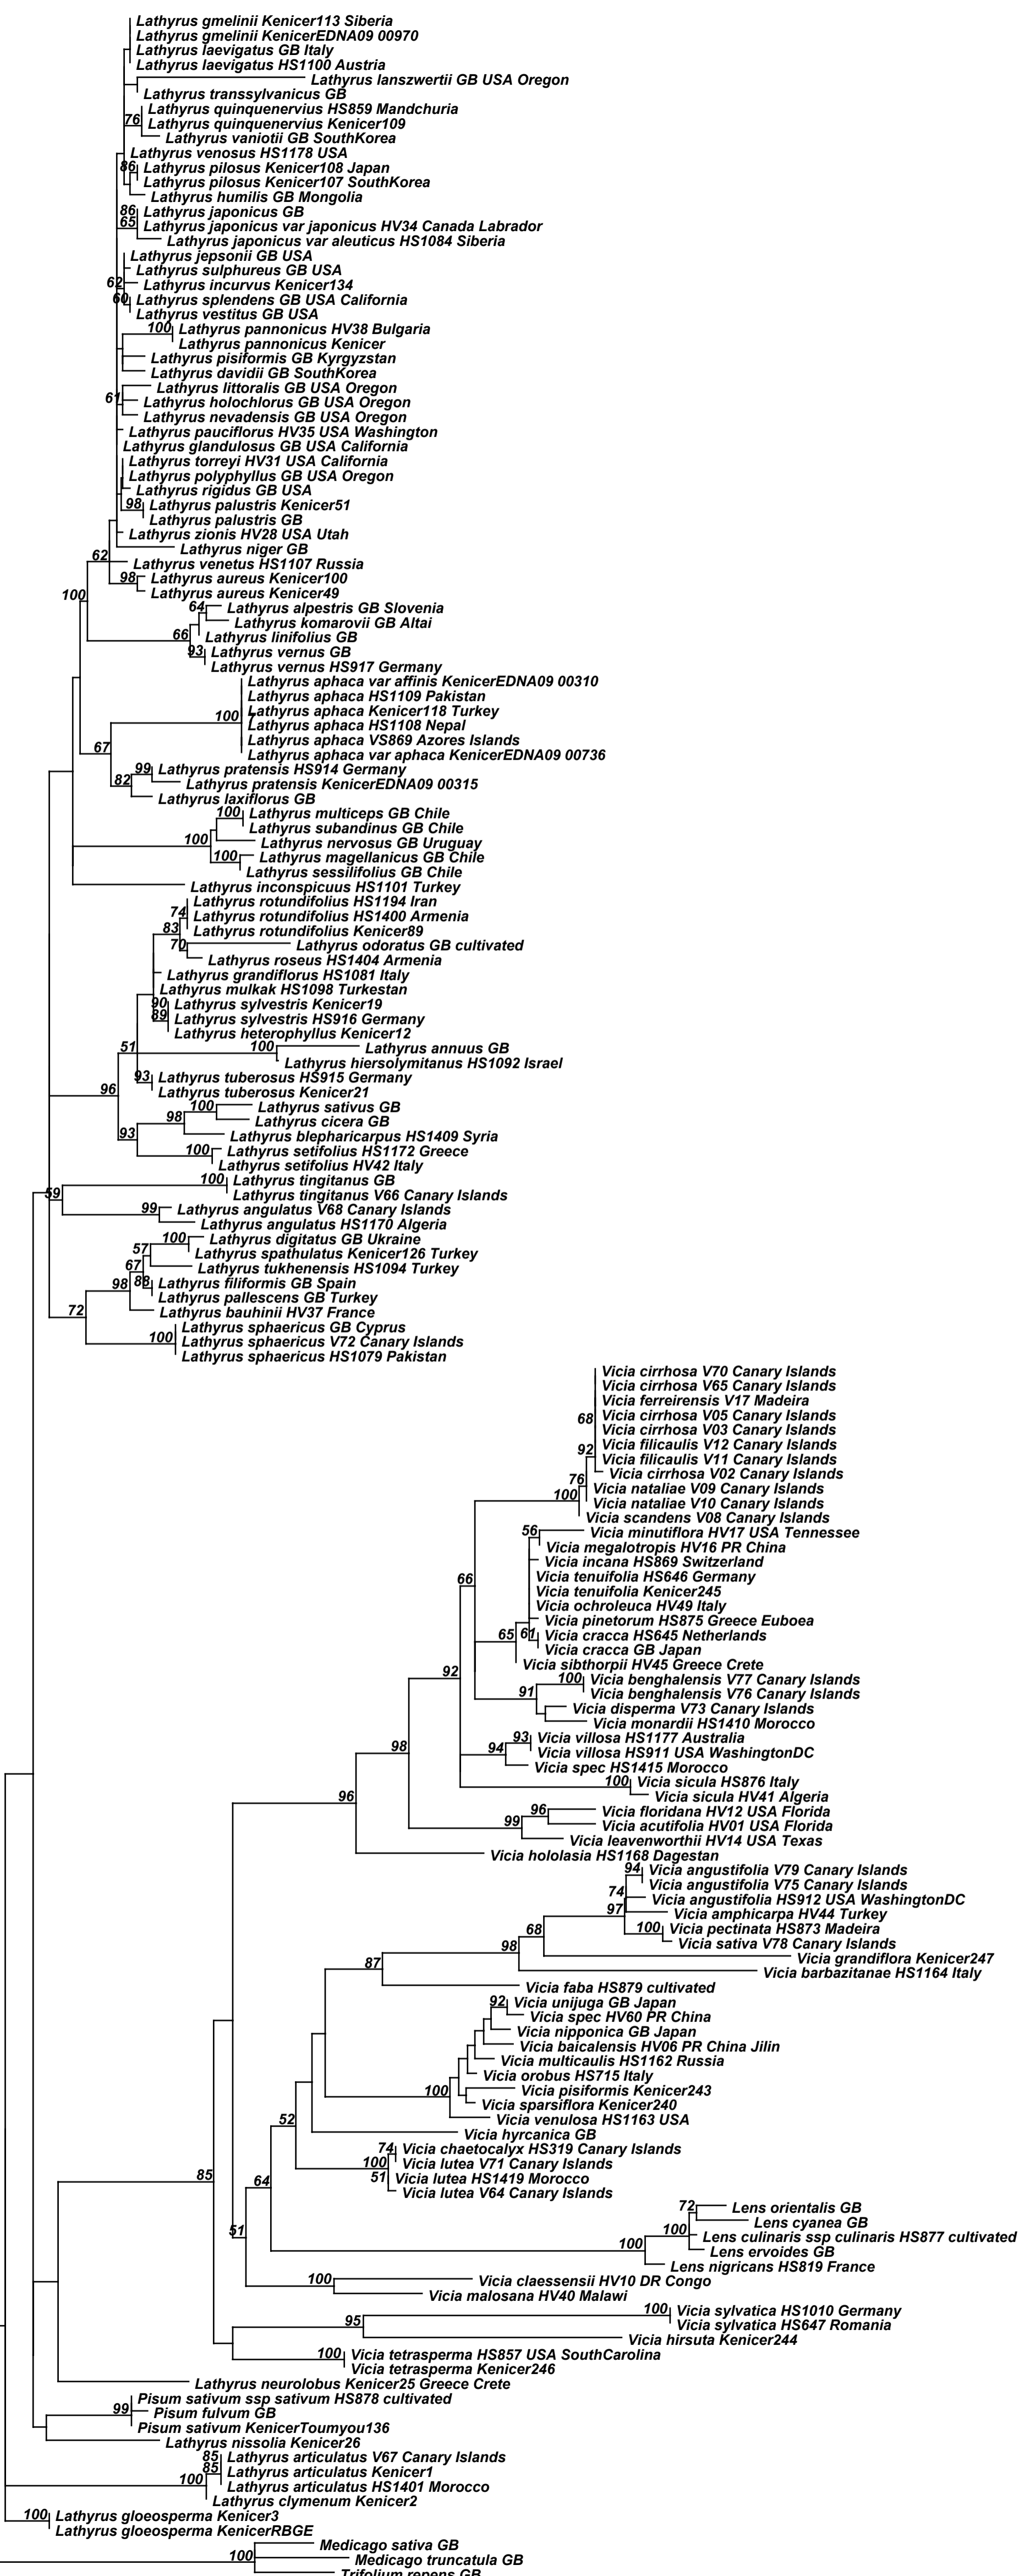 Lathyrus gmelinii Kenicer113 Siberia
Lathyrus gmelinii KenicerEDNA09 00970
Lathyrus laevigatus GB Italy
Lathyrus laevigatus HS1100 Austria
Lathyrus lanszwertii GB USA Oregon
Lathyrus transsylvanicus GB
Lathyrus quinquenervius HS859 Mandchuria
76 Lathyrus quinquenervius Kenicer109
Lathyrus vaniotii GB SouthKorea
Lathyrus venosus HS1178 USA
86 Lathyrus pilosus Kenicer108 Japan
Lathyrus pilosus Kenicer107 SouthKorea
Lathyrus humilis GB Mongolia
86 Lathyrus japonicus GB
65 Lathyrus japonicus var japonicus HV34 Canada Labrador
Lathyrus japonicus var aleuticus HS1084 Siberia
Lathyrus jepsonii GB USA
Lathyrus sulphureus GB USA
62 Lathyrus incurvus Kenicer134
60 Lathyrus splendens GB USA California
Lathyrus vestitus GB USA
100 Lathyrus pannonicus HV38 Bulgaria
Lathyrus pannonicus Kenicer
Lathyrus pisiformis GB Kyrgyzstan
Lathyrus davidii GB SouthKorea
Lathyrus littoralis GB USA Oregon
61 Lathyrus holochlorus GB USA Oregon
Lathyrus nevadensis GB USA Oregon
Lathyrus pauciflorus HV35 USA Washington
Lathyrus glandulosus GB USA California
Lathyrus torreyi HV31 USA California
Lathyrus polyphyllus GB USA Oregon
Lathyrus rigidus GB USA
98 Lathyrus palustris Kenicer51
Lathyrus palustris GB
Lathyrus zionis HV28 USA Utah
Lathyrus niger GB
62 Lathyrus venetus HS1107 Russia
98 Lathyrus aureus Kenicer100
100 Lathyrus aureus Kenicer49
64 Lathyrus alpestris GB Slovenia
Lathyrus komarovii GB Altai
66 Lathyrus linifolius GB
93 Lathyrus vernus GB
Lathyrus vernus HS917 Germany
Lathyrus aphaca var affinis KenicerEDNA09 00310
Lathyrus aphaca HS1109 Pakistan
100 Lathyrus aphaca Kenicer118 Turkey
Lathyrus aphaca HS1108 Nepal
Lathyrus aphaca VS869 Azores Islands
67 Lathyrus aphaca var aphaca KenicerEDNA09 00736
99 Lathyrus pratensis HS914 Germany
82 Lathyrus pratensis KenicerEDNA09 00315
Lathyrus laxiflorus GB
100 Lathyrus multiceps GB Chile
Lathyrus subandinus GB Chile
100 Lathyrus nervosus GB Uruguay
100 Lathyrus magellanicus GB Chile
Lathyrus sessilifolius GB Chile
Lathyrus inconspicuus HS1101 Turkey
Lathyrus rotundifolius HS1194 Iran
74 Lathyrus rotundifolius HS1400 Armenia
83 Lathyrus rotundifolius Kenicer89
70 Lathyrus odoratus GB cultivated
Lathyrus roseus HS1404 Armenia
Lathyrus grandiflorus HS1081 Italy
Lathyrus mulkak HS1098 Turkestan
90 Lathyrus sylvestris Kenicer19
89 Lathyrus sylvestris HS916 Germany
Lathyrus heterophyllus Kenicer12
51 100 Lathyrus annuus GB
Lathyrus hiersolymitanus HS1092 Israel
93 Lathyrus tuberosus HS915 Germany
96 Lathyrus tuberosus Kenicer21
100 Lathyrus sativus GB
98 Lathyrus cicera GB
93 Lathyrus blepharicarpus HS1409 Syria
100 Lathyrus setifolius HS1172 Greece
Lathyrus setifolius HV42 Italy
100 Lathyrus tingitanus GB
59 Lathyrus tingitanus V66 Canary Islands
99 Lathyrus angulatus V68 Canary Islands
Lathyrus angulatus HS1170 Algeria
100 Lathyrus digitatus GB Ukraine
57 Lathyrus spathulatus Kenicer126 Turkey
67 Lathyrus tukhenensis HS1094 Turkey
98 88 Lathyrus filiformis GB Spain
Lathyrus pallescens GB Turkey
72 Lathyrus bauhinii HV37 France
Lathyrus sphaericus GB Cyprus
100 Lathyrus sphaericus V72 Canary Islands
Lathyrus sphaericus HS1079 Pakistan
Vicia cirrhosa V70 Canary Islands
Vicia cirrhosa V65 Canary Islands
Vicia ferreirensis V17 Madeira
68 Vicia cirrhosa V05 Canary Islands
Vicia cirrhosa V03 Canary Islands
92 Vicia filicaulis V12 Canary Islands
Vicia filicaulis V11 Canary Islands
76 Vicia cirrhosa V02 Canary Islands
100 Vicia nataliae V09 Canary Islands
Vicia nataliae V10 Canary Islands
Vicia scandens V08 Canary Islands
56 Vicia minutiflora HV17 USA Tennessee
Vicia megalotropis HV16 PR China
Vicia incana HS869 Switzerland
66 Vicia tenuifolia HS646 Germany
Vicia tenuifolia Kenicer245
Vicia ochroleuca HV49 Italy
Vicia pinetorum HS875 Greece Euboea
65 61 Vicia cracca HS645 Netherlands
Vicia cracca GB Japan
92 Vicia sibthorpii HV45 Greece Crete
100 Vicia benghalensis V77 Canary Islands
91 Vicia benghalensis V76 Canary Islands
Vicia disperma V73 Canary Islands
Vicia monardii HS1410 Morocco
93 Vicia villosa HS1177 Australia
98 94 Vicia villosa HS911 USA WashingtonDC
Vicia spec HS1415 Morocco
100 Vicia sicula HS876 Italy
96 Vicia sicula HV41 Algeria
96 Vicia floridana HV12 USA Florida
99 Vicia acutifolia HV01 USA Florida
Vicia leavenworthii HV14 USA Texas
Vicia hololasia HS1168 Dagestan
94 Vicia angustifolia V79 Canary Islands
Vicia angustifolia V75 Canary Islands
74 Vicia angustifolia HS912 USA WashingtonDC
97 Vicia amphicarpa HV44 Turkey
68 100 Vicia pectinata HS873 Madeira
98 Vicia sativa V78 Canary Islands
87 Vicia grandiflora Kenicer247
Vicia barbazitanae HS1164 Italy
Vicia faba HS879 cultivated
92 Vicia unijuga GB Japan
Vicia spec HV60 PR China
Vicia nipponica GB Japan
Vicia baicalensis HV06 PR China Jilin
Vicia multicaulis HS1162 Russia
Vicia orobus HS715 Italy
100 Vicia pisiformis Kenicer243
Vicia sparsiflora Kenicer240
Vicia venulosa HS1163 USA
52 Vicia hyrcanica GB
74 Vicia chaetocalyx HS319 Canary Islands
100 Vicia lutea V71 Canary Islands
85 64 51 Vicia lutea HS1419 Morocco
Vicia lutea V64 Canary Islands
72 Lens orientalis GB
Lens cyanea GB
51 100 Lens culinaris ssp culinaris HS877 cultivated
100 Lens ervoides GB
Lens nigricans HS819 France
100 Vicia claessensii HV10 DR Congo
Vicia malosana HV40 Malawi
100 Vicia sylvatica HS1010 Germany
95 Vicia sylvatica HS647 Romania
Vicia hirsuta Kenicer244
100 Vicia tetrasperma HS857 USA SouthCarolina
Vicia tetrasperma Kenicer246
Lathyrus neurolobus Kenicer25 Greece Crete
Pisum sativum ssp sativum HS878 cultivated
99 Pisum fulvum GB
Pisum sativum KenicerToumyou136
Lathyrus nissolia Kenicer26
85 Lathyrus articulatus V67 Canary Islands
85 Lathyrus articulatus Kenicer1
100 Lathyrus articulatus HS1401 Morocco
Lathyrus clymenum Kenicer2
100 Lathyrus gloeosperma Kenicer3
Lathyrus gloeosperma KenicerRBGE
Medicago sativa GB
100 Medicago truncatula GB
Trifolium repens GB